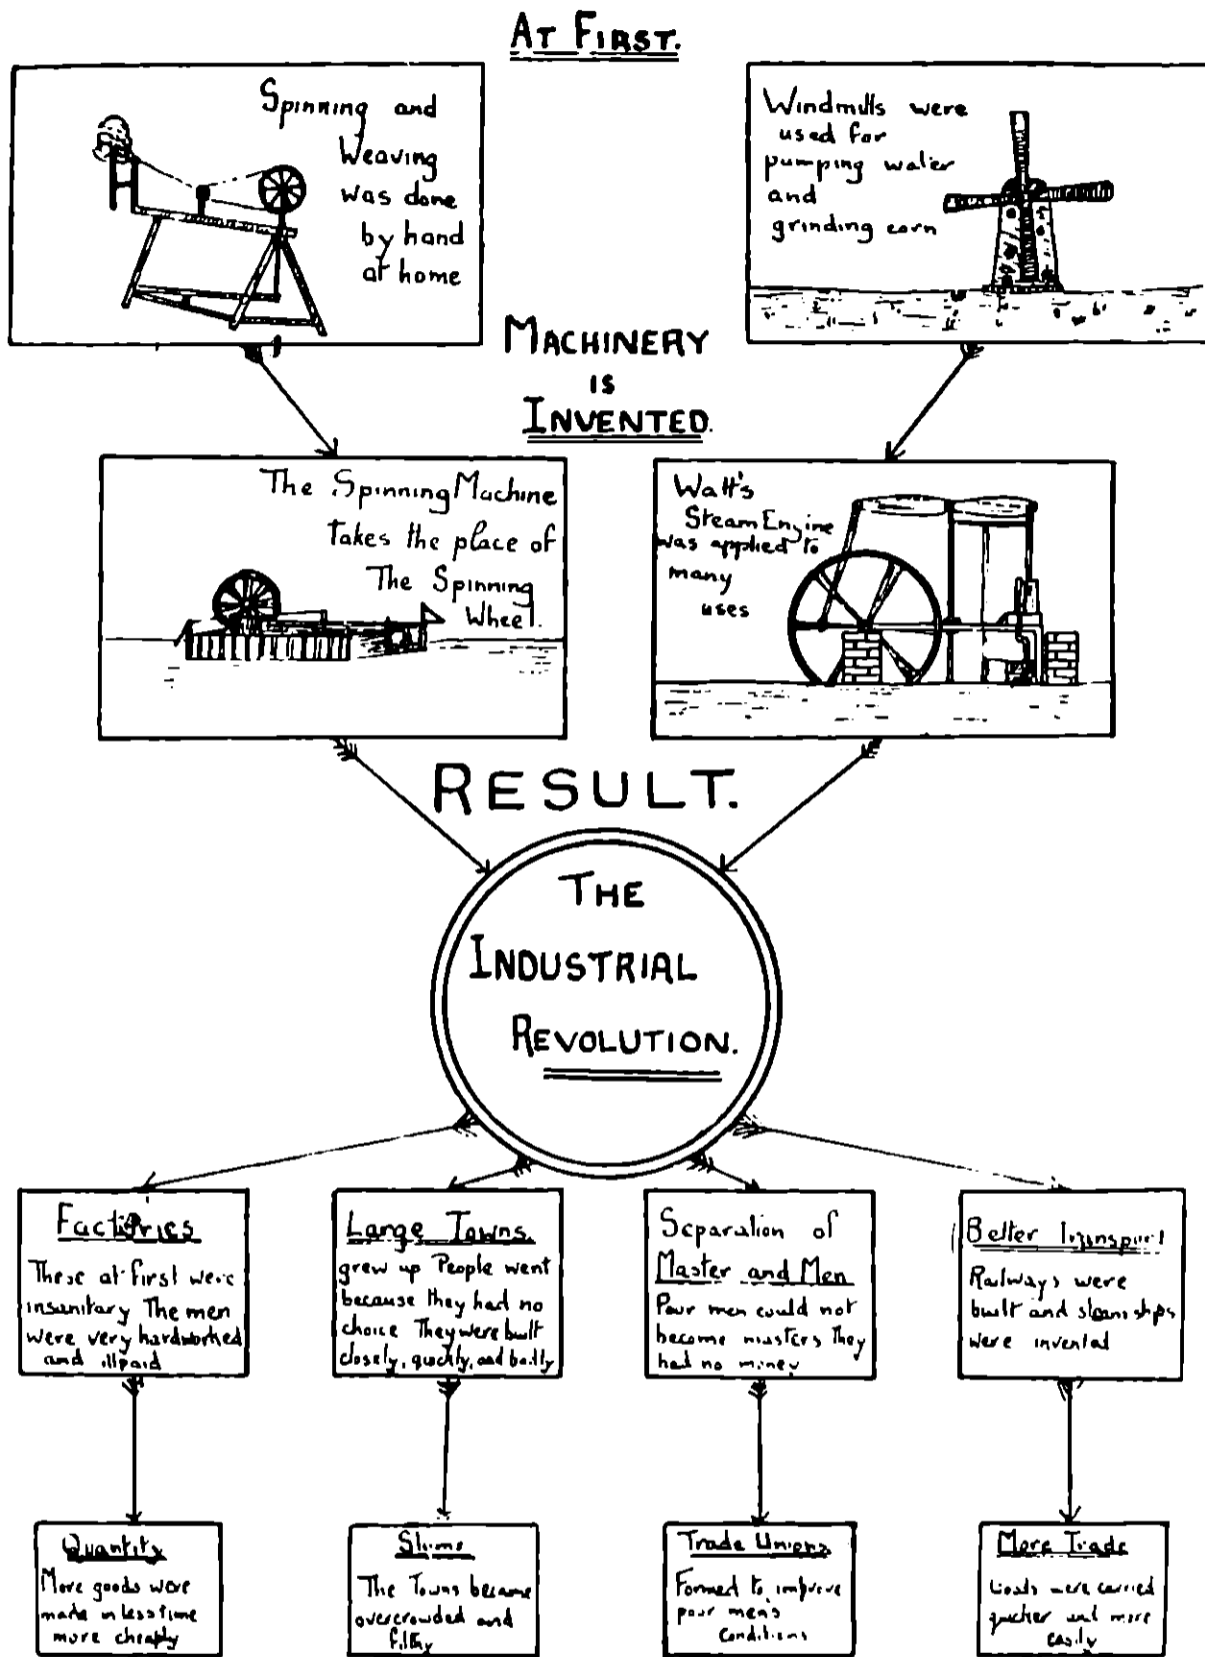 AT FIRST.
Spinning and
Weaving
was done
by hand
at home
Windmills were
used for
pumping water
and
grinding corn
MACHINERY
IS
INVENTED.
The Spinning Machine
takes the place of
The Spinning
Wheel.
Watt's
Steam Engine
was applied to
many
uses
RESULT.
THE
INDUSTRIAL
REVOLUTION.
Factories
These at first were
insanitary The men
were very hardworked
and illpaid
Large Towns.
grew up People went
because they had no
choice They were built
closely, quickly, and badly
Separation of
Master and Men
Poor men could not
become masters they
had no money
Better Transport
Railways were
built and steamships
were invented
Quantity
More goods were
made in less time
more cheaply
Slums
The Towns became
overcrowded and
filthy
Trade Unions
Formed to improve
poor men's
conditions
More Trade
Goods were carried
quicker and more
easily